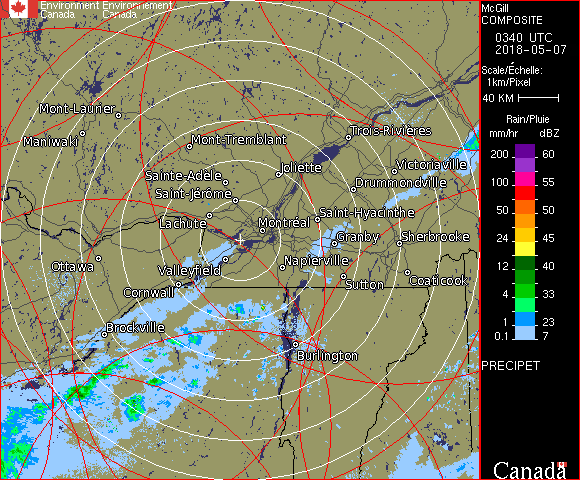 Environment Environnement
Canada Canada
McGill
COMPOSITE
0340 UTC
2018-05-07
Scale/Échelle:
1km/Pixel
40 KM
Rain/Pluie
mm/hr dBZ
200 60
100 55
50 50
24 45
12 40
4 33
1 23
0.1 7
PRECIPET
Canada
Mont-Laurier
Maniwaki
Mont-Tremblant
Trois-Rivières
Sainte-Adèle
Joliette
Victoriaville
Saint-Jérôme
Drummondville
Lachute
Montréal
Saint-Hyacinthe
Granby
Sherbrooke
Ottawa
Valleyfield
Napierville
Cornwall
Sutton
Coaticook
Brockville
Burlington